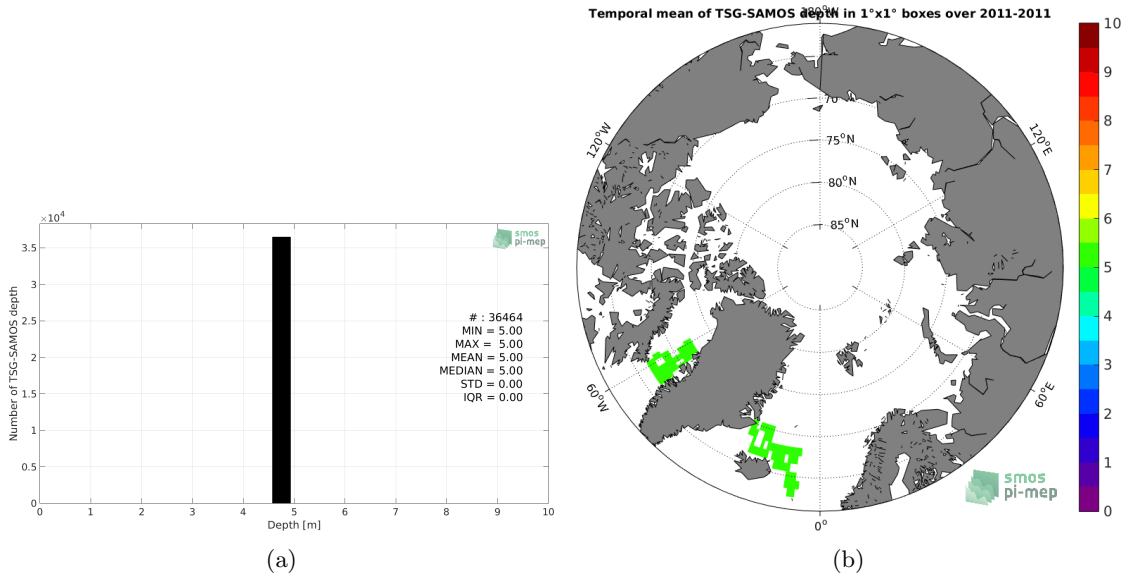 Temporal mean of TSG-SAMOS depth in 1°x1° boxes over 2011-2011
180°W
120°W
120°E
60°W
60°E
0°
70
75°N
80°N
85°N
10
9
8
7
6
5
4
3
2
1
0
smos
pi-mep
×10⁴
3.5
3
2.5
2
1.5
1
0.5
0
Number of TSG-SAMOS depth
smos
pi-mep
# : 36464
MIN = 5.00
MAX = 5.00
MEAN = 5.00
MEDIAN = 5.00
STD = 0.00
IQR = 0.00
0 1 2 3 4 5 6 7 8 9 10
Depth [m]
(a)
(b)